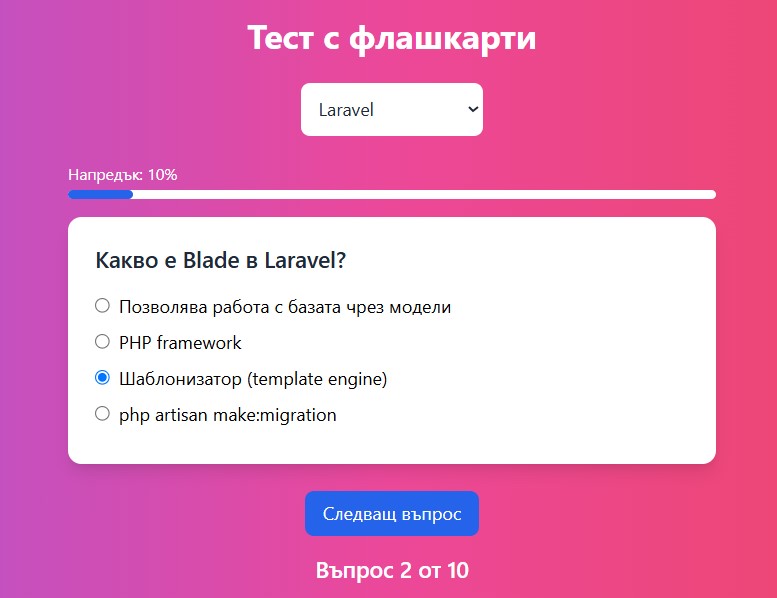 Тест с флашкарти
Laravel
Напредък: 10%
Какво е Blade в Laravel?
Позволява работа с базата чрез модели
PHP framework
Шаблонизатор (template engine)
php artisan make:migration
Следващ въпрос
Въпрос 2 от 10